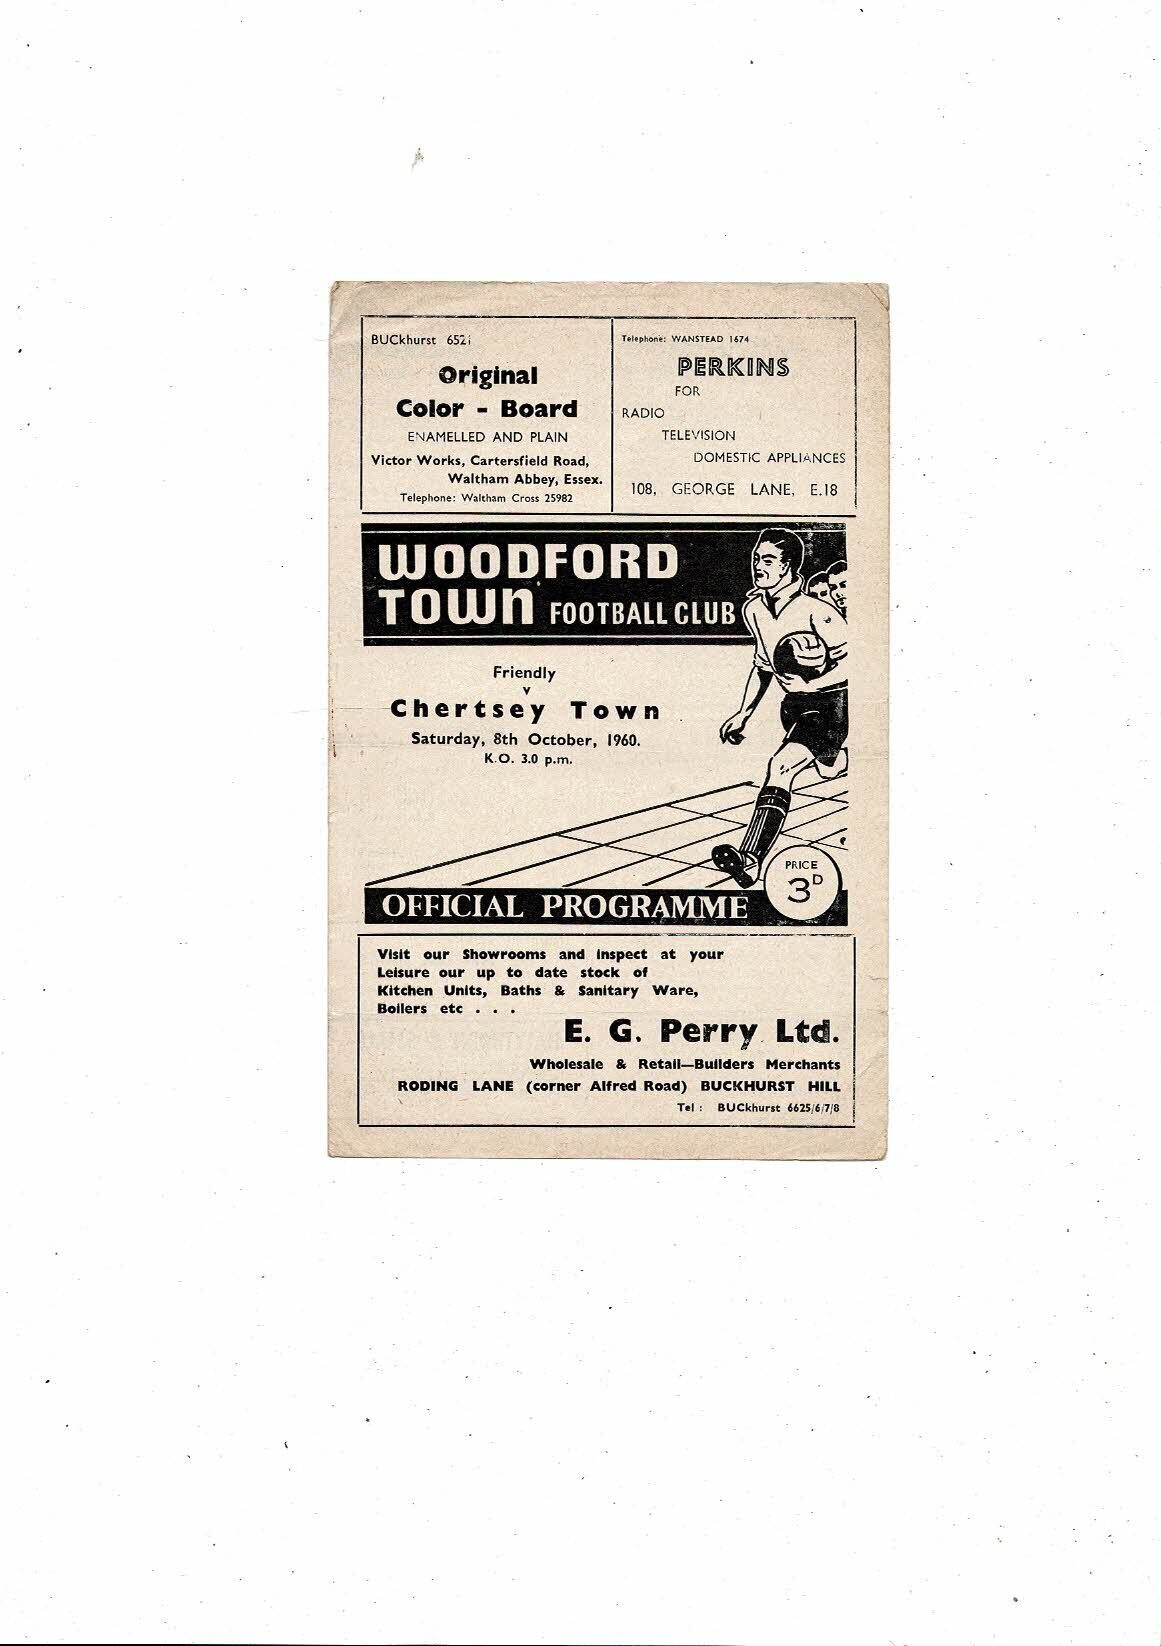 BUCkhurst 6521
Original
Color - Board
ENAMELLED AND PLAIN
Victor Works, Cartersfield Road,
Waltham Abbey, Essex.
Telephone: Waltham Cross 25982
Telephone: WANSTEAD 1674
PERKINS
FOR
RADIO
TELEVISION
DOMESTIC APPLIANCES
108, GEORGE LANE, E.18
WOODFORD
TOWN FOOTBALL CLUB
Friendly
v
Chertsey Town
Saturday, 8th October, 1960.
K.O. 3.0 p.m.
PRICE
3D
OFFICIAL PROGRAMME
Visit our Showrooms and inspect at your
Leisure our up to date stock of
Kitchen Units, Baths & Sanitary Ware,
Boilers etc . . .
E. G. Perry Ltd.
Wholesale & Retail—Builders Merchants
RODING LANE (corner Alfred Road) BUCKHURST HILL
Tel : BUCkhurst 6625/6/7/8